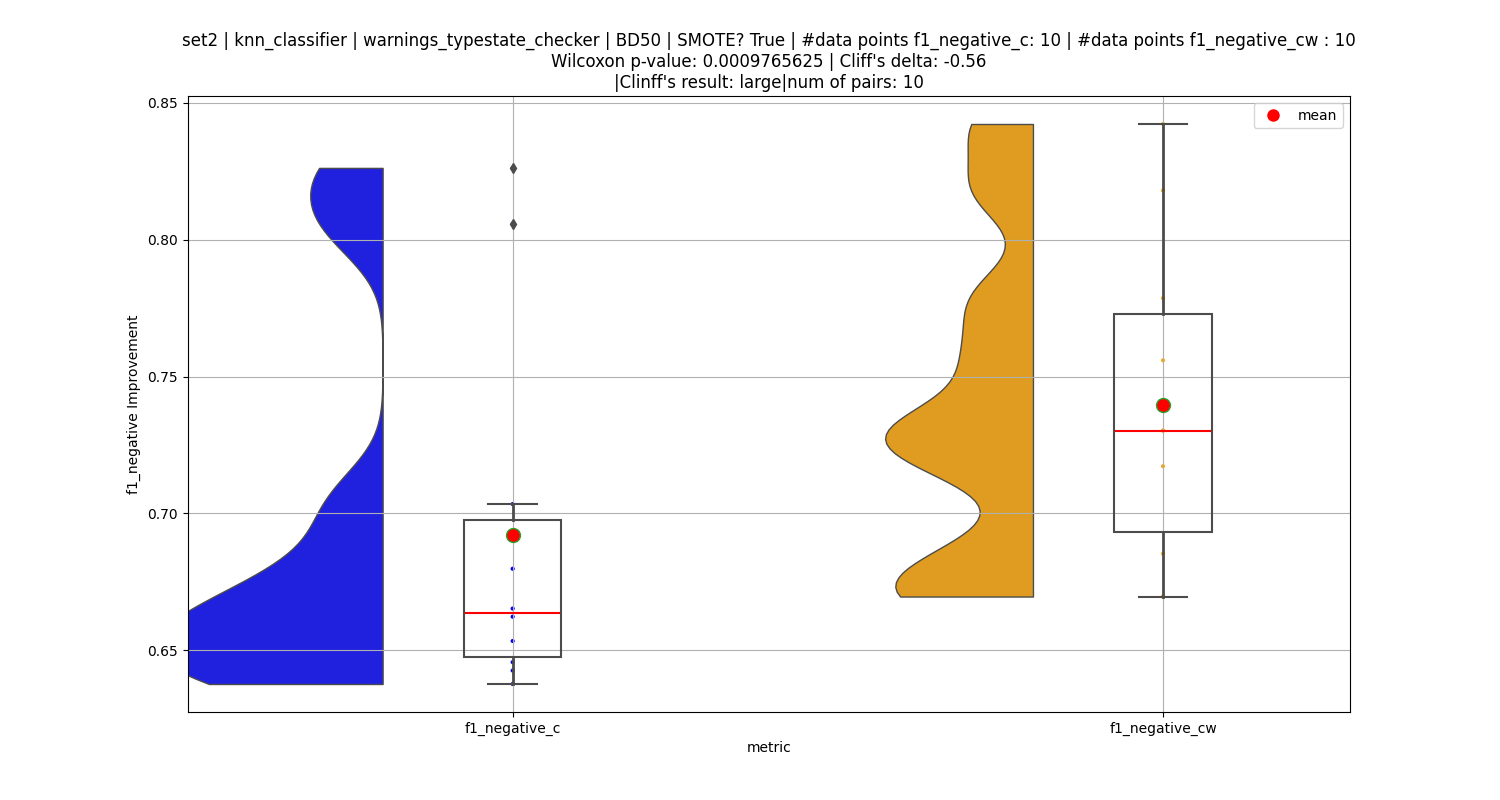 set2 | knn_classifier | warnings_typestate_checker | BD50 | SMOTE? True | #data points f1_negative_c: 10 | #data points f1_negative_cw : 10
Wilcoxon p-value: 0.0009765625 | Cliff's delta: -0.56
|Clinff's result: large|num of pairs: 10
mean
0.85
0.80
0.75
0.70
0.65
f1_negative Improvement
f1_negative_c
f1_negative_cw
metric